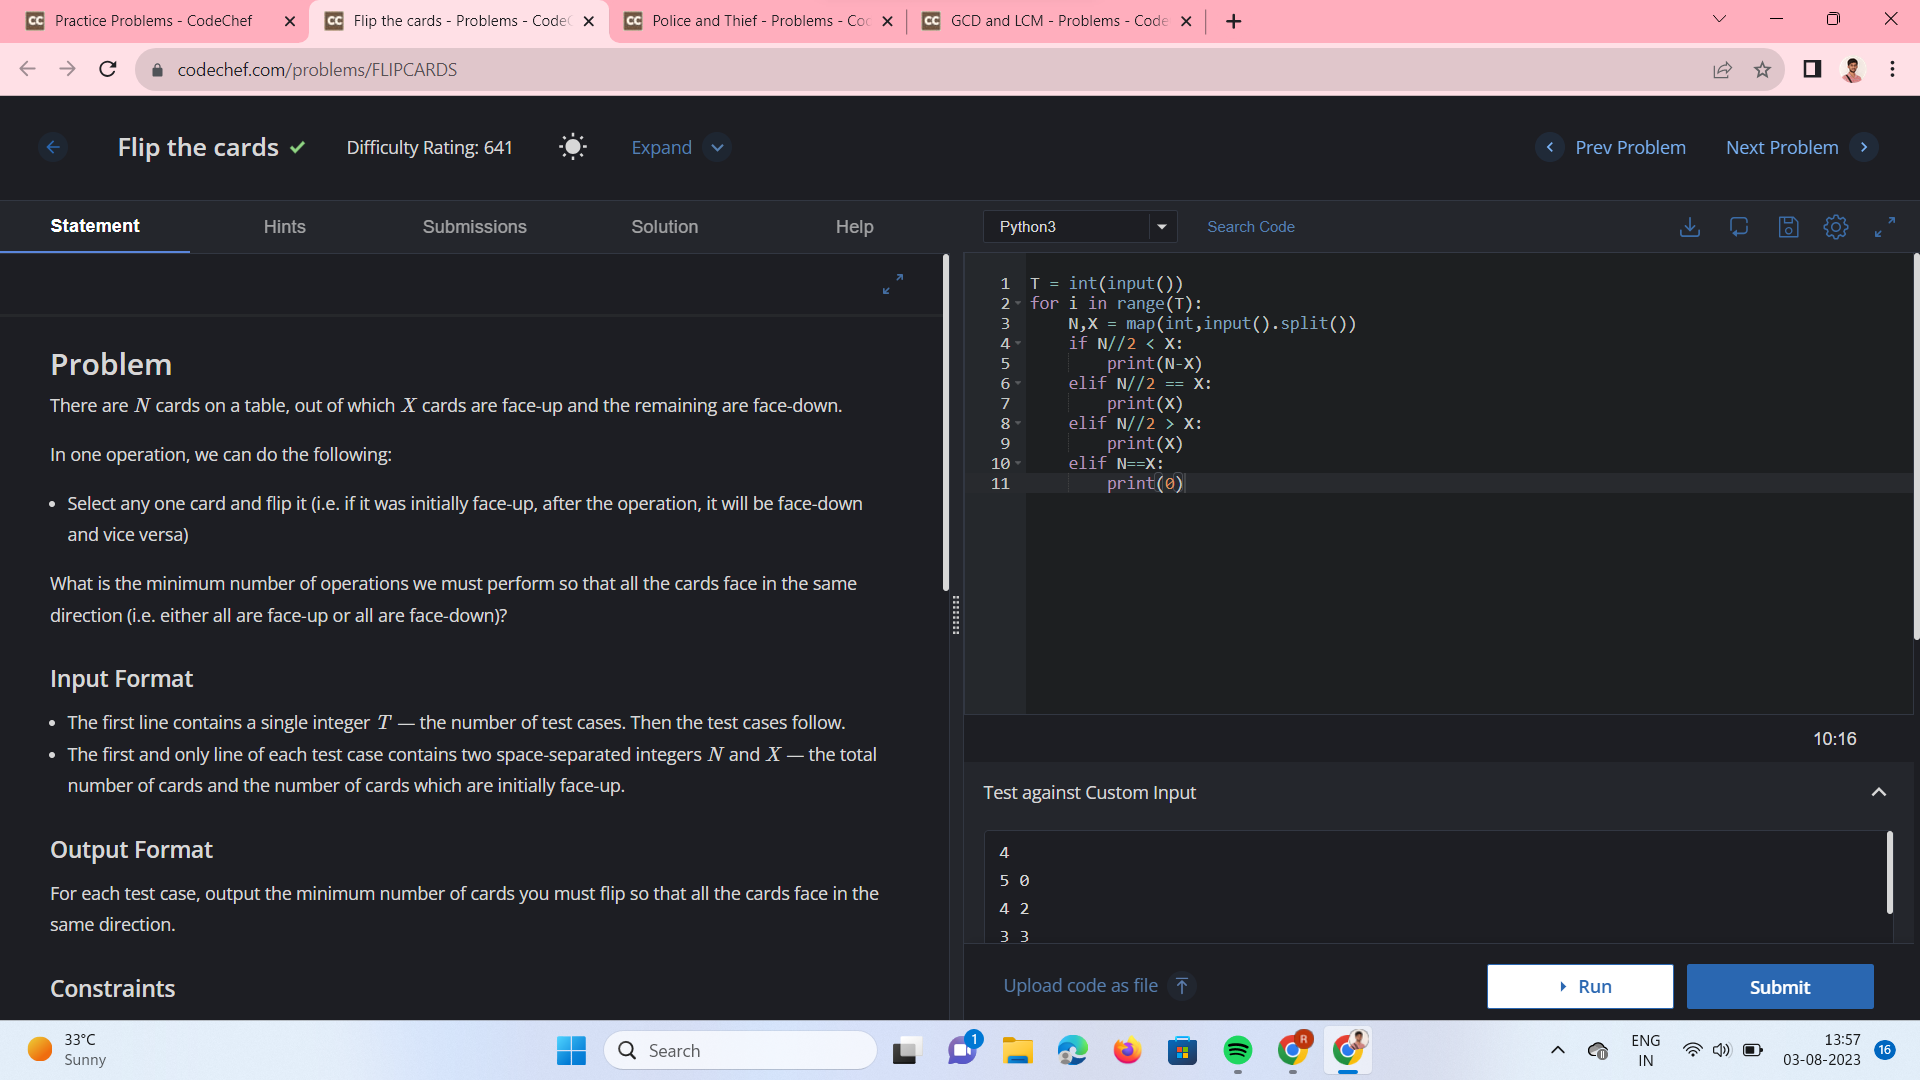 Practice Problems - CodeChef
Flip the cards - Problems - CodeC
Police and Thief - Problems - Coc
GCD and LCM - Problems - Code
codechef.com/problems/FLIPCARDS
Flip the cards
Difficulty Rating: 641
Expand
Prev Problem
Next Problem
Statement
Hints
Submissions
Solution
Help
Python3
Search Code
Problem
There are N cards on a table, out of which X cards are face-up and the remaining are face-down.
In one operation, we can do the following:
• Select any one card and flip it (i.e. if it was initially face-up, after the operation, it will be face-down
and vice versa)
What is the minimum number of operations we must perform so that all the cards face in the same
direction (i.e. either all are face-up or all are face-down)?
Input Format
• The first line contains a single integer T — the number of test cases. Then the test cases follow.
• The first and only line of each test case contains two space-separated integers N and X — the total
number of cards and the number of cards which are initially face-up.
Output Format
For each test case, output the minimum number of cards you must flip so that all the cards face in the
same direction.
Constraints
1 T = int(input())
2 for i in range(T):
3     N,X = map(int,input().split())
4     if N//2 < X:
5         print(N-X)
6     elif N//2 == X:
7         print(X)
8     elif N//2 > X:
9         print(X)
10     elif N==X:
11         print(0)
10:16
Test against Custom Input
4
5 0
4 2
3 3
Upload code as file
Run
Submit
33°C
Sunny
Search
1
R
ENG
IN
13:57
03-08-2023
16